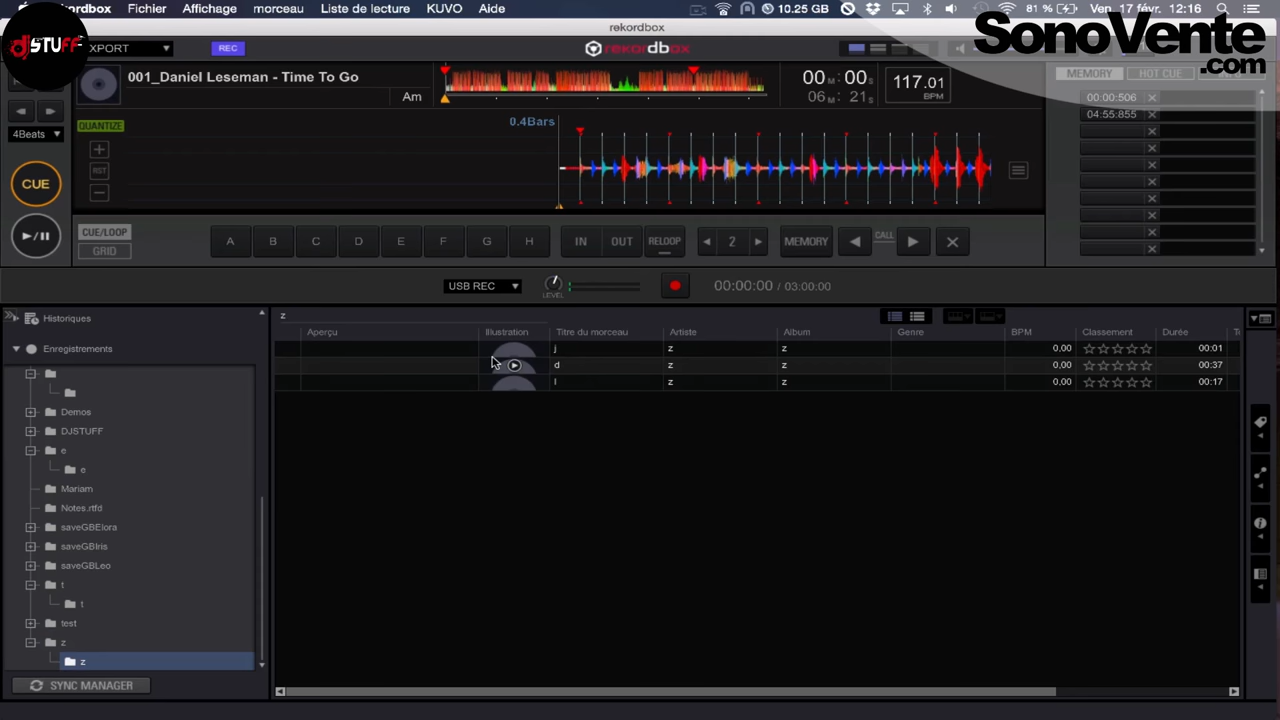 rekordbox Fichier Affichage morceau Liste de lecture KUVO Aide 10.25 GB 81 % Ven. 17 févr. 12:16
rekordbox
DJSTUFF
SonoVente
.com
EXPORT REC rekordbox
001_Daniel Leseman - Time To Go
Am
00 M: 00 S
06 M: 21 S
117.01
BPM
MEMORY HOT CUE
00:00:506
04:55:855
4Beats
QUANTIZE
0.4Bars
RST
CUE
CUE/LOOP
GRID
A B C D E F G H IN OUT RELOOP 2 MEMORY CALL
USB REC LEVEL 00:00:00 / 03:00:00
Historiques
Enregistrements
Demos
DJSTUFF
e
e
Mariam
Notes.rtfd
saveGBElora
saveGBIris
saveGBLeo
t
t
test
z
z
SYNC MANAGER
z
Aperçu Illustration Titre du morceau Artiste Album Genre BPM Classement Durée
j z z 0,00 00:01
d z z 0,00 00:37
l z z 0,00 00:17